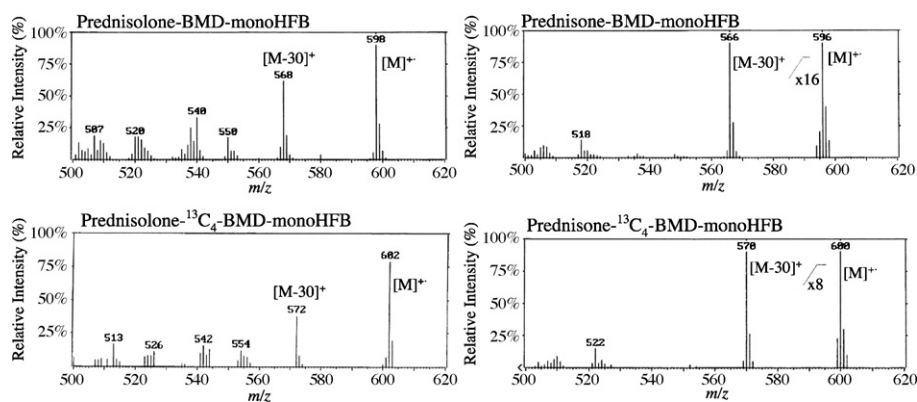 Prednisolone-BMD-monoHFB
Relative Intensity (%)
100%
75%
50%
25%
[M-30]⁺
[M]⁺·
507
520
540
550
568
598
500
520
540
560
580
600
620
m/z
Prednisone-BMD-monoHFB
Relative Intensity (%)
100%
75%
50%
25%
[M-30]⁺
x16
[M]⁺·
518
566
596
500
520
540
560
580
600
620
m/z
Prednisolone-¹³C₄-BMD-monoHFB
Relative Intensity (%)
100%
75%
50%
25%
[M-30]⁺
[M]⁺·
513
526
542
554
572
602
500
520
540
560
580
600
620
m/z
Prednisone-¹³C₄-BMD-monoHFB
Relative Intensity (%)
100%
75%
50%
25%
[M-30]⁺
x8
[M]⁺·
522
570
600
500
520
540
560
580
600
620
m/z